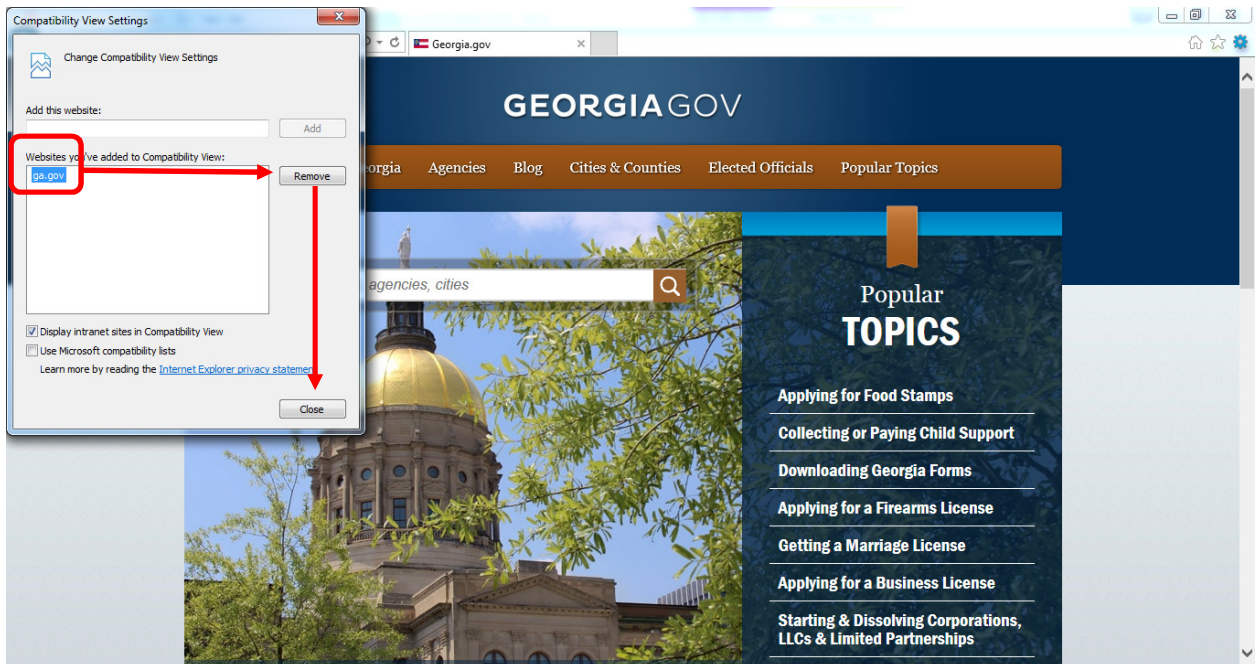 Compatibility View Settings
Change Compatibility View Settings
Add this website:
Add
Websites you've added to Compatibility View:
ga.gov
Remove
Display intranet sites in Compatibility View
Use Microsoft compatibility lists
Learn more by reading the Internet Explorer privacy statement
Close
Georgia.gov
GEORGIAGOV
Agencies
Blog
Cities & Counties
Elected Officials
Popular Topics
agencies, cities
Popular
TOPICS
Applying for Food Stamps
Collecting or Paying Child Support
Downloading Georgia Forms
Applying for a Firearms License
Getting a Marriage License
Applying for a Business License
Starting & Dissolving Corporations,
LLCs & Limited Partnerships